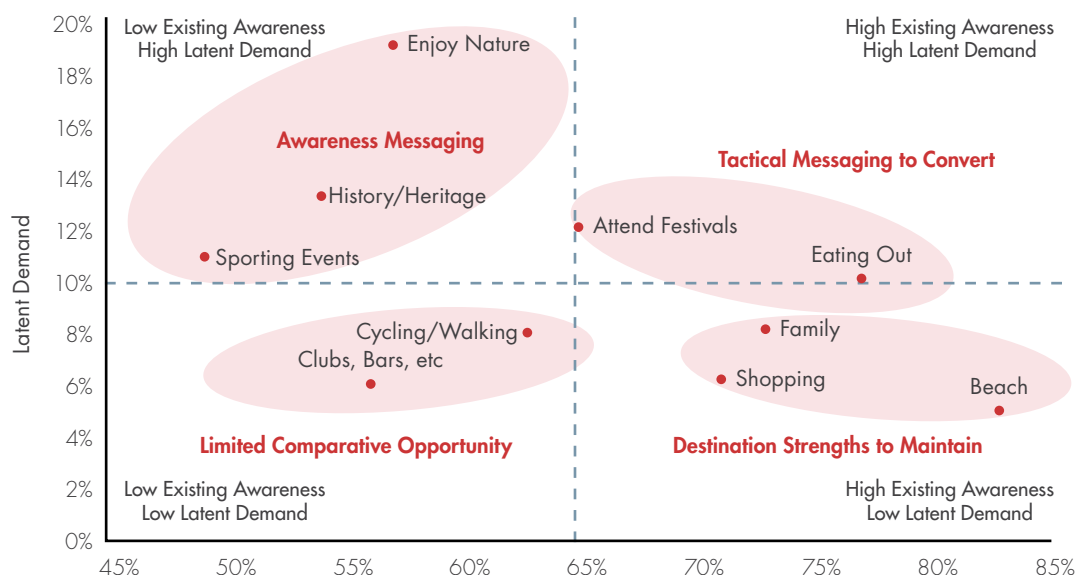 20%
18%
16%
14%
12%
10%
8%
6%
4%
2%
0%
Latent Demand
Low Existing Awareness
High Latent Demand
High Existing Awareness
High Latent Demand
Enjoy Nature
Awareness Messaging
Tactical Messaging to Convert
History/Heritage
Attend Festivals
Sporting Events
Eating Out
Cycling/Walking
Family
Clubs, Bars, etc
Shopping
Beach
Limited Comparative Opportunity
Destination Strengths to Maintain
Low Existing Awareness
Low Latent Demand
High Existing Awareness
Low Latent Demand
45%
50%
55%
60%
65%
70%
75%
80%
85%